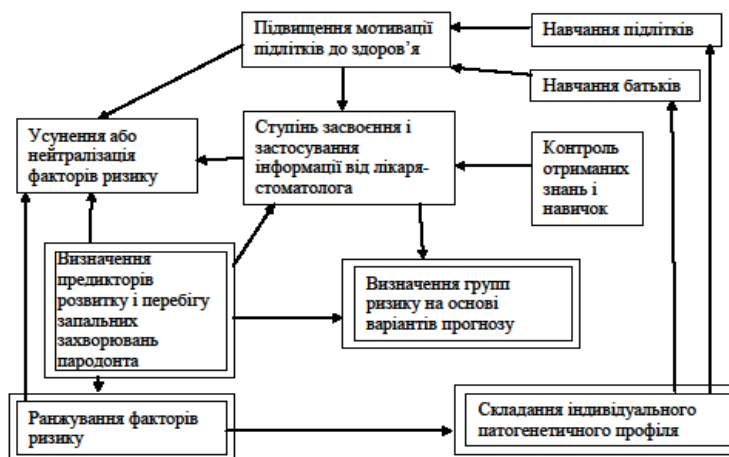 Підвищення мотивації
підлітків до здоров’я
Навчання підлітків
Навчання батьків
Усунення або
нейтралізація
факторів ризику
Ступінь засвоєння і
застосування
інформації від лікаря-
стоматолога
Контроль
отриманих
знань і
навичок
Визначення
предикторів
розвитку і перебігу
запальних
захворювань
пародонта
Визначення групп
ризику на основі
варіантів прогнозу
Ранжування факторів
ризику
Складання індивідуального
патогенетичного профіля